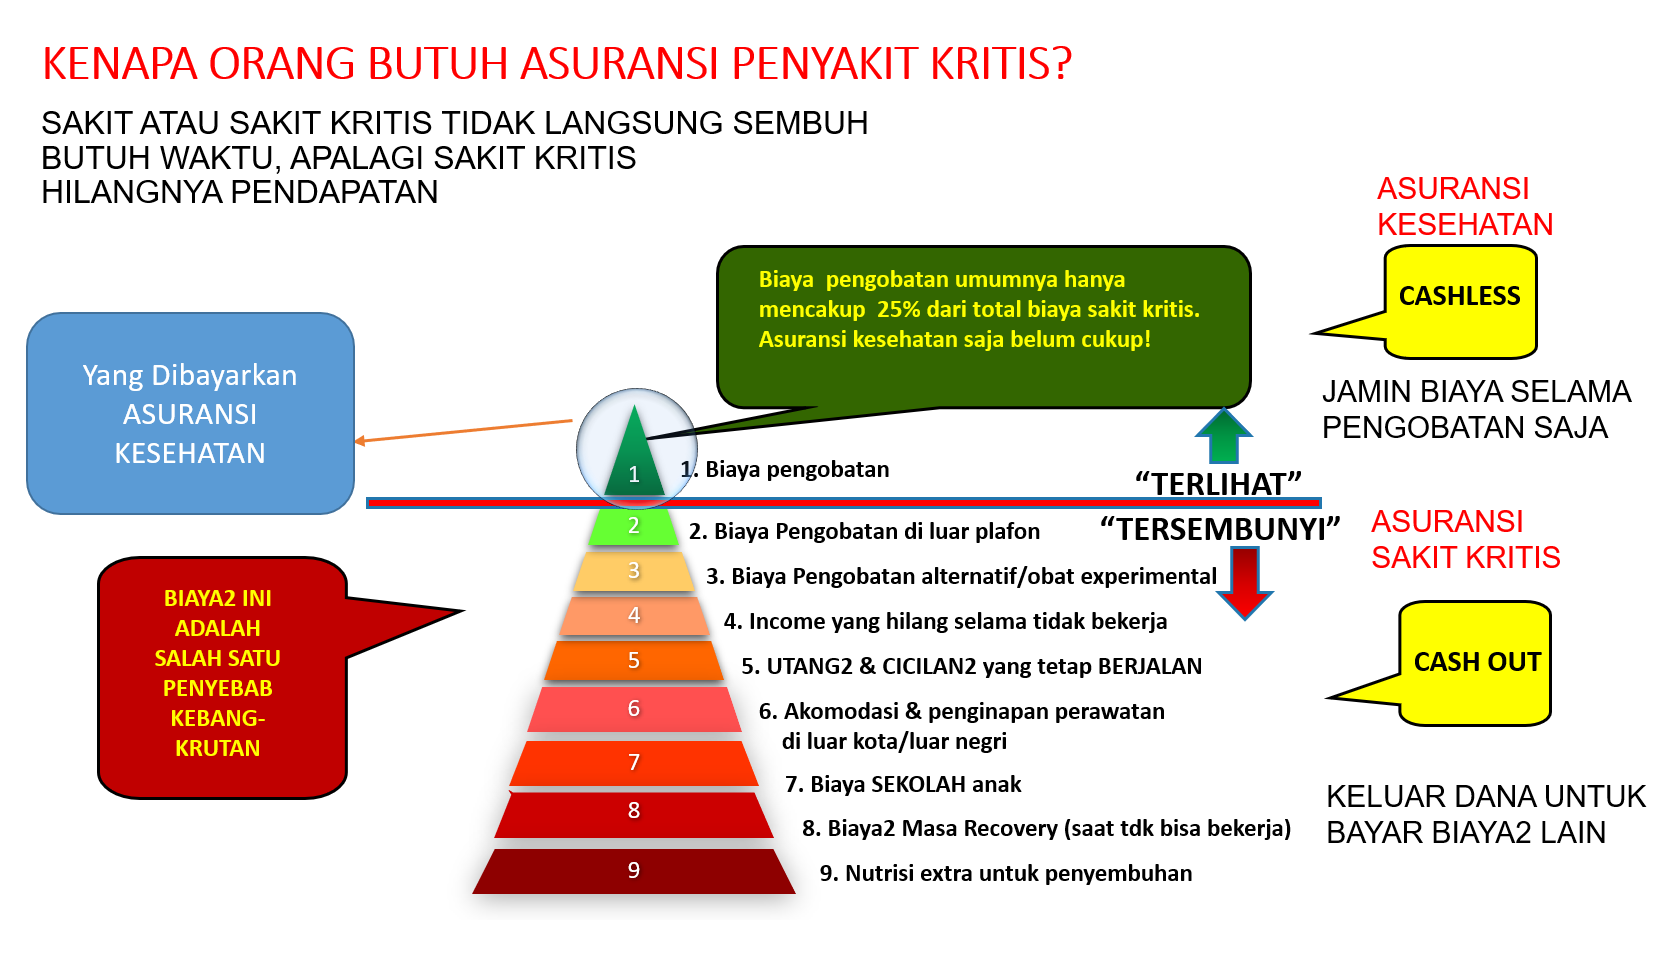 KENAPA ORANG BUTUH ASURANSI PENYAKIT KRITIS?
SAKIT ATAU SAKIT KRITIS TIDAK LANGSUNG SEMBUH
BUTUH WAKTU, APALAGI SAKIT KRITIS
HILANGNYA PENDAPATAN
ASURANSI
KESEHATAN
CASHLESS
JAMIN BIAYA SELAMA
PENGOBATAN SAJA
Biaya pengobatan umumnya hanya
mencakup 25% dari total biaya sakit kritis.
Asuransi kesehatan saja belum cukup!
Yang Dibayarkan
ASURANSI
KESEHATAN
1
1. Biaya pengobatan
“TERLIHAT”
“TERSEMBUNYI”
2
2. Biaya Pengobatan di luar plafon
3
3. Biaya Pengobatan alternatif/obat experimental
4
4. Income yang hilang selama tidak bekerja
5
5. UTANG2 & CICILAN2 yang tetap BERJALAN
6
6. Akomodasi & penginapan perawatan
di luar kota/luar negri
7
7. Biaya SEKOLAH anak
8
8. Biaya2 Masa Recovery (saat tdk bisa bekerja)
9
9. Nutrisi extra untuk penyembuhan
BIAYA2 INI
ADALAH
SALAH SATU
PENYEBAB
KEBANG-
KRUTAN
ASURANSI
SAKIT KRITIS
CASH OUT
KELUAR DANA UNTUK
BAYAR BIAYA2 LAIN